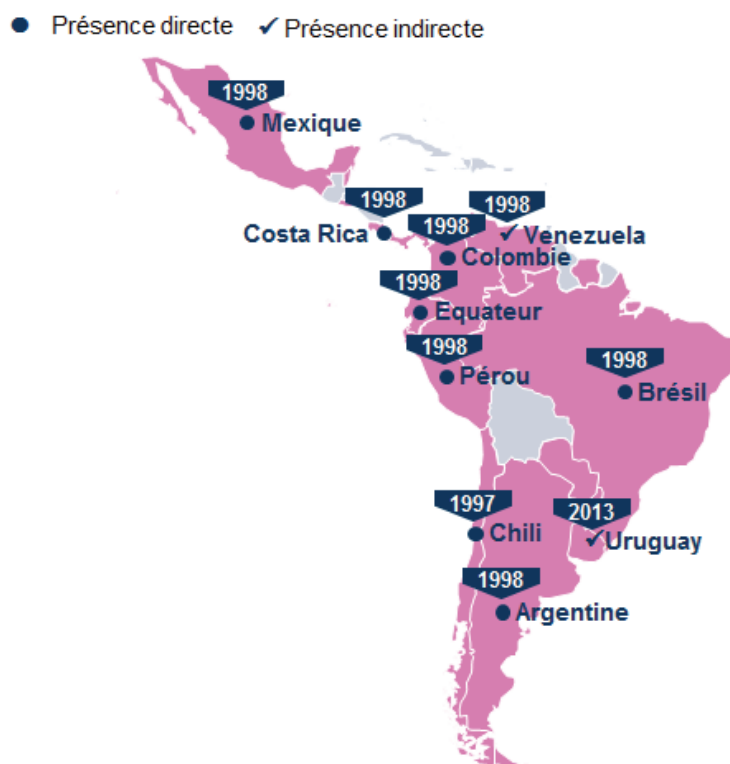 ● Présence directe ✓ Présence indirecte
1998
Mexique
1998
Costa Rica
1998
Venezuela
1998
Colombie
1998
Equateur
1998
Pérou
1998
Brésil
1997
Chili
2013
Uruguay
1998
Argentine